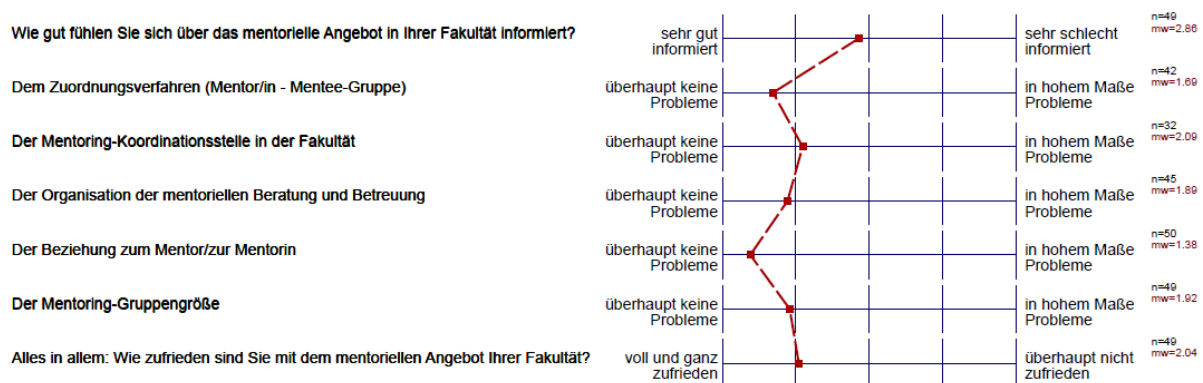 Wie gut fühlen Sie sich über das mentorielle Angebot in Ihrer Fakultät informiert?
sehr gut
informiert
sehr schlecht
informiert
n=49
mw=2.86
Dem Zuordnungsverfahren (Mentor/in - Mentee-Gruppe)
überhaupt keine
Probleme
in hohem Maße
Probleme
n=42
mw=1.69
Der Mentoring-Koordinationsstelle in der Fakultät
überhaupt keine
Probleme
in hohem Maße
Probleme
n=32
mw=2.09
Der Organisation der mentoriellen Beratung und Betreuung
überhaupt keine
Probleme
in hohem Maße
Probleme
n=45
mw=1.89
Der Beziehung zum Mentor/zur Mentorin
überhaupt keine
Probleme
in hohem Maße
Probleme
n=50
mw=1.38
Der Mentoring-Gruppengröße
überhaupt keine
Probleme
in hohem Maße
Probleme
n=49
mw=1.92
Alles in allem: Wie zufrieden sind Sie mit dem mentoriellen Angebot Ihrer Fakultät?
voll und ganz
zufrieden
überhaupt nicht
zufrieden
n=49
mw=2.04